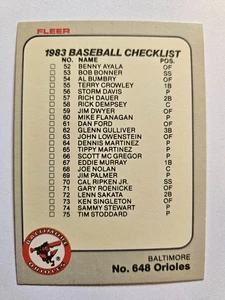 FLEER
1983 BASEBALL CHECKLIST
NO. NAME POS.
52 BENNY AYALA OF
53 BOB BONNER SS
54 AL BUMBRY OF
55 TERRY CROWLEY 1B
56 STORM DAVIS P
57 RICH DAUER 2B
58 RICK DEMPSEY C
59 JIM DWYER OF
60 MIKE FLANAGAN P
61 DAN FORD OF
62 GLENN GULLIVER 3B
63 JOHN LOWENSTEIN OF
64 DENNIS MARTINEZ P
65 TIPPY MARTINEZ P
66 SCOTT MC GREGOR P
67 EDDIE MURRAY 1B
68 JOE NOLAN C
69 JIM PALMER P
70 CAL RIPKEN JR. SS
71 GARY ROENICKE OF
72 LENN SAKATA 2B
73 KEN SINGLETON OF
74 SAMMY STEWART P
75 TIM STODDARD P
BALTIMORE
ORIOLES
BALTIMORE
No. 648 Orioles